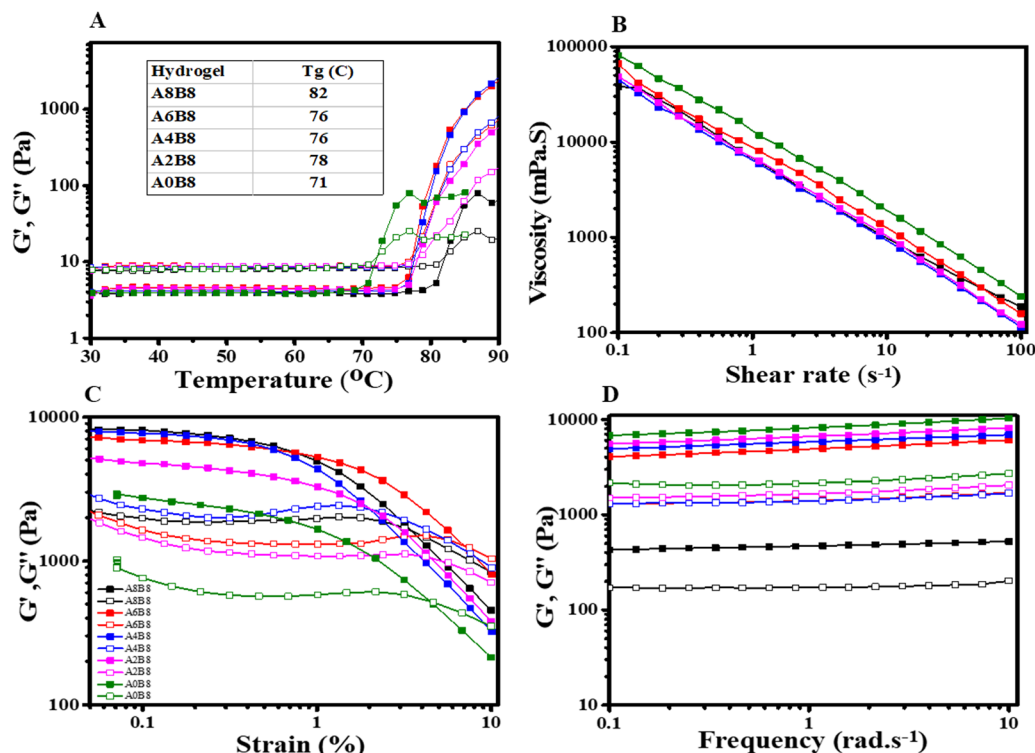 A
G', G'' (Pa)
1000
100
10
1
Hydrogel Tg (C)
A8B8 82
A6B8 76
A4B8 76
A2B8 78
A0B8 71
30 40 50 60 70 80 90
Temperature (ºC)
B
Viscosity (mPa.S)
100000
10000
1000
100
0.1 1 10 100
Shear rate (s⁻¹)
C
G' ,G'' (Pa)
10000
1000
100
A8B8
A8B8
A6B8
A6B8
A4B8
A4B8
A2B8
A2B8
A0B8
A0B8
0.1 1 10
Strain (%)
D
G', G'' (Pa)
10000
1000
100
10
0.1 1 10
Frequency (rad.s⁻¹)